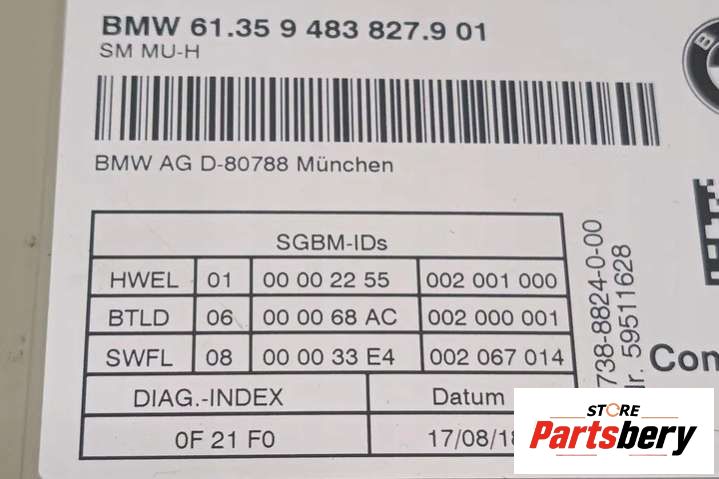 BMW 61.35 9 483 827.9 01
SM MU-H
BMW AG D-80788 München
SGBM-IDs
HWEL 01 00 00 22 55 002 001 000
BTLD 06 00 00 68 AC 002 000 001
SWFL 08 00 00 33 E4 002 067 014
DIAG.-INDEX Datum
0F 21 F0 17/08/1
738-8824-0-00
59511628
Con
STORE
Partsbery